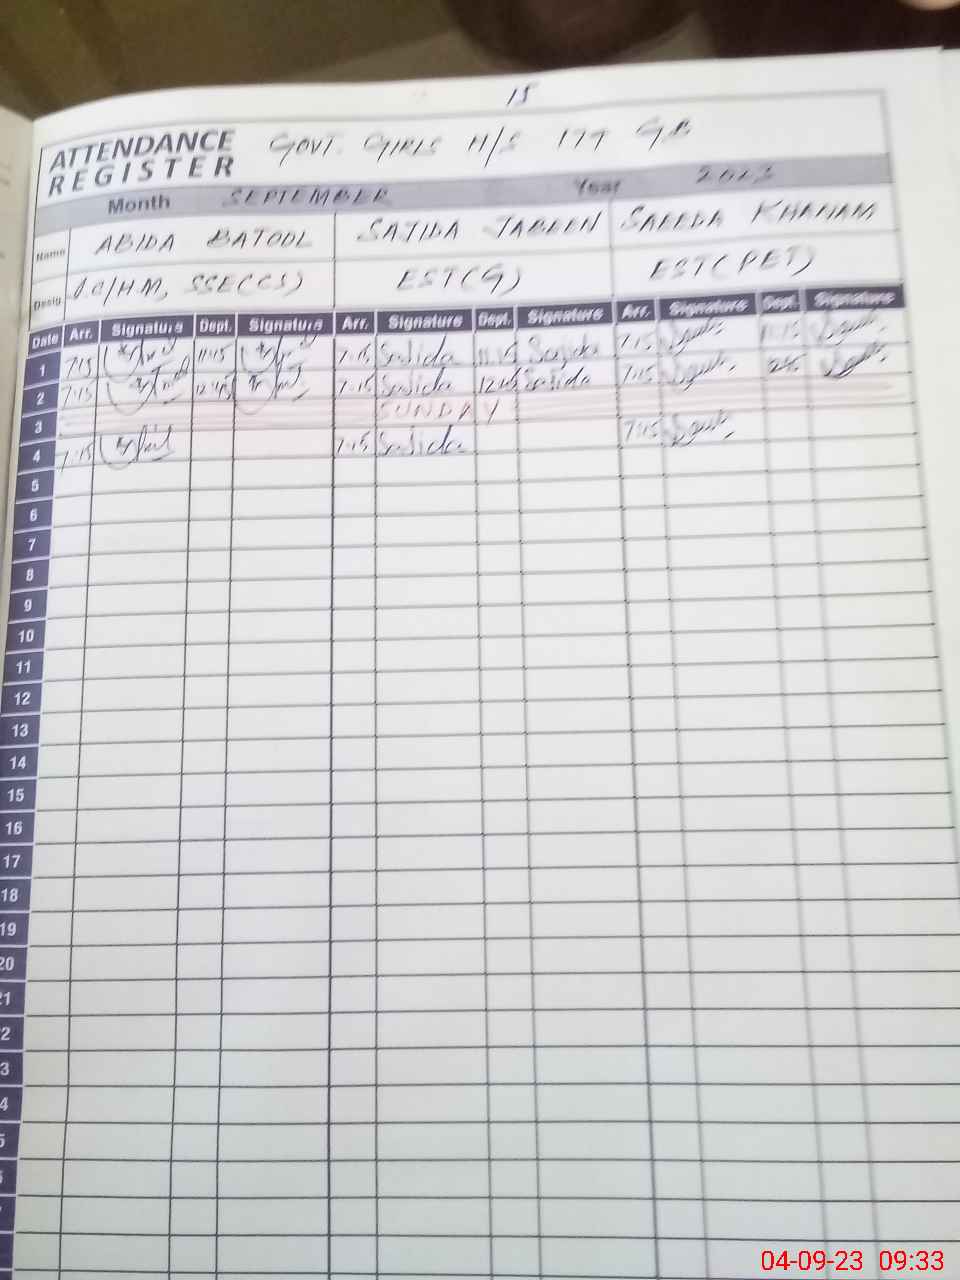 15
ATTENDANCE REGISTER GOVT. GIRLS H/S 177 GB
Month SEPTEMBER Year 2023
Name ABIDA BATOOL SAJIDA JABEEN SAEEDA KHANAM
Desig. I.C/H.M, SSE(CS) EST(G) EST(PET)
Date Arr. Signature Dept. Signature Arr. Signature Dept. Signature Arr. Signature Dept. Signature
1 7:15 11:15 7:15 Sajida 11:15 Sajida 7:15 11:15
2 7:15 12:45 7:15 Sajida 12:45 Sajida 7:15
3 SUNDAY
4 7:15 7:15 Sajida 7:15
5
6
7
8
9
10
11
12
13
14
15
16
17
18
19
20
21
2
3
4
5
04-09-23 09:33